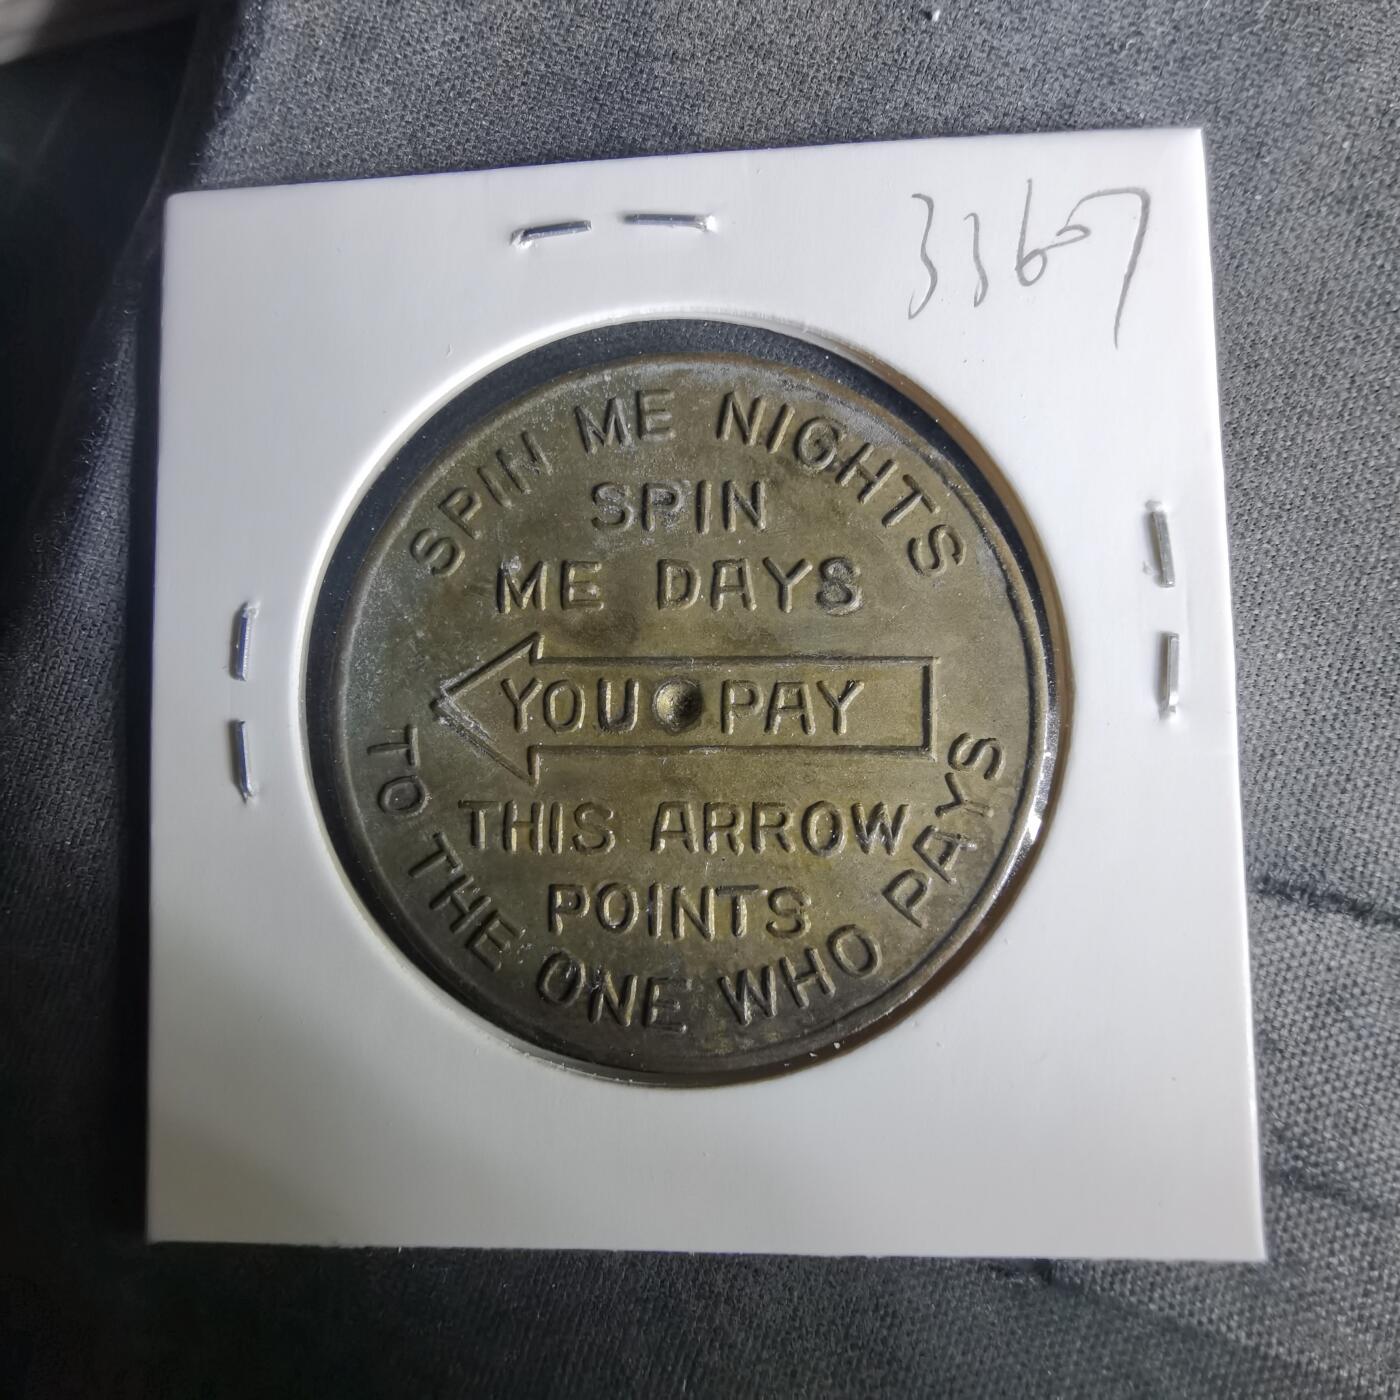 3367
SPIN ME NIGHTS
SPIN
ME DAYS
YOU PAY
THIS ARROW
POINTS
TO THE ONE WHO PAYS